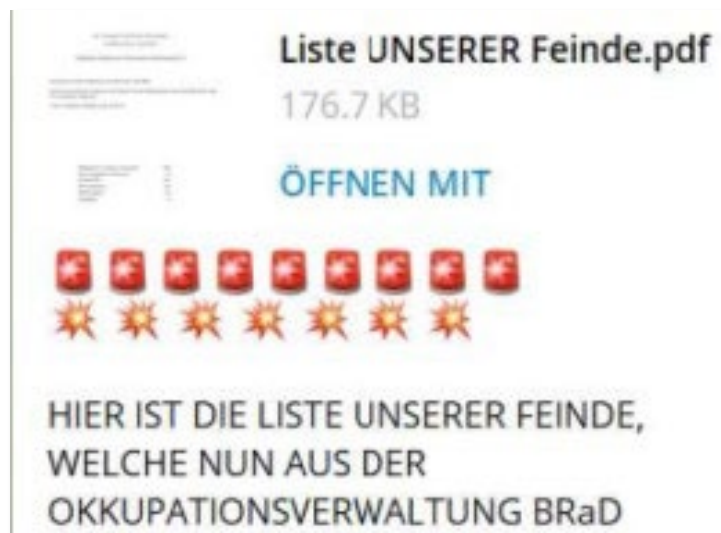 Liste UNSERER Feinde.pdf
176.7 KB
ÖFFNEN MIT
HIER IST DIE LISTE UNSERER FEINDE,
WELCHE NUN AUS DER
OKKUPATIONSVERWALTUNG BRaD